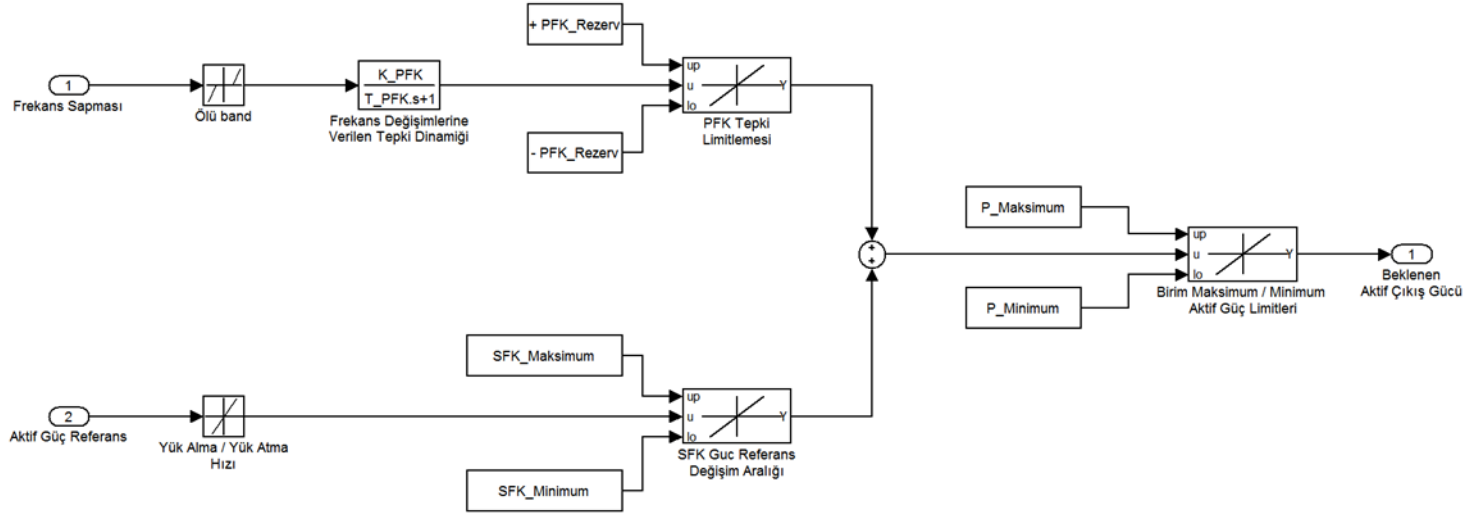 + PFK_Rezerv
1
Frekans Sapması
Ölü band
K_PFK
T_PFK.s+1
Frekans Değişimlerine
Verilen Tepki Dinamiği
up
u
lo
Y
PFK Tepki
Limitlemesi
- PFK_Rezerv
P_Maksimum
+
+
up
u
lo
Y
Birim Maksimum / Minimum
Aktif Güç Limitleri
1
Beklenen
Aktif Çıkış Gücü
P_Minimum
SFK_Maksimum
2
Aktif Güç Referans
Yük Alma / Yük Atma
Hızı
up
u
lo
Y
SFK Guc Referans
Değişim Aralığı
SFK_Minimum